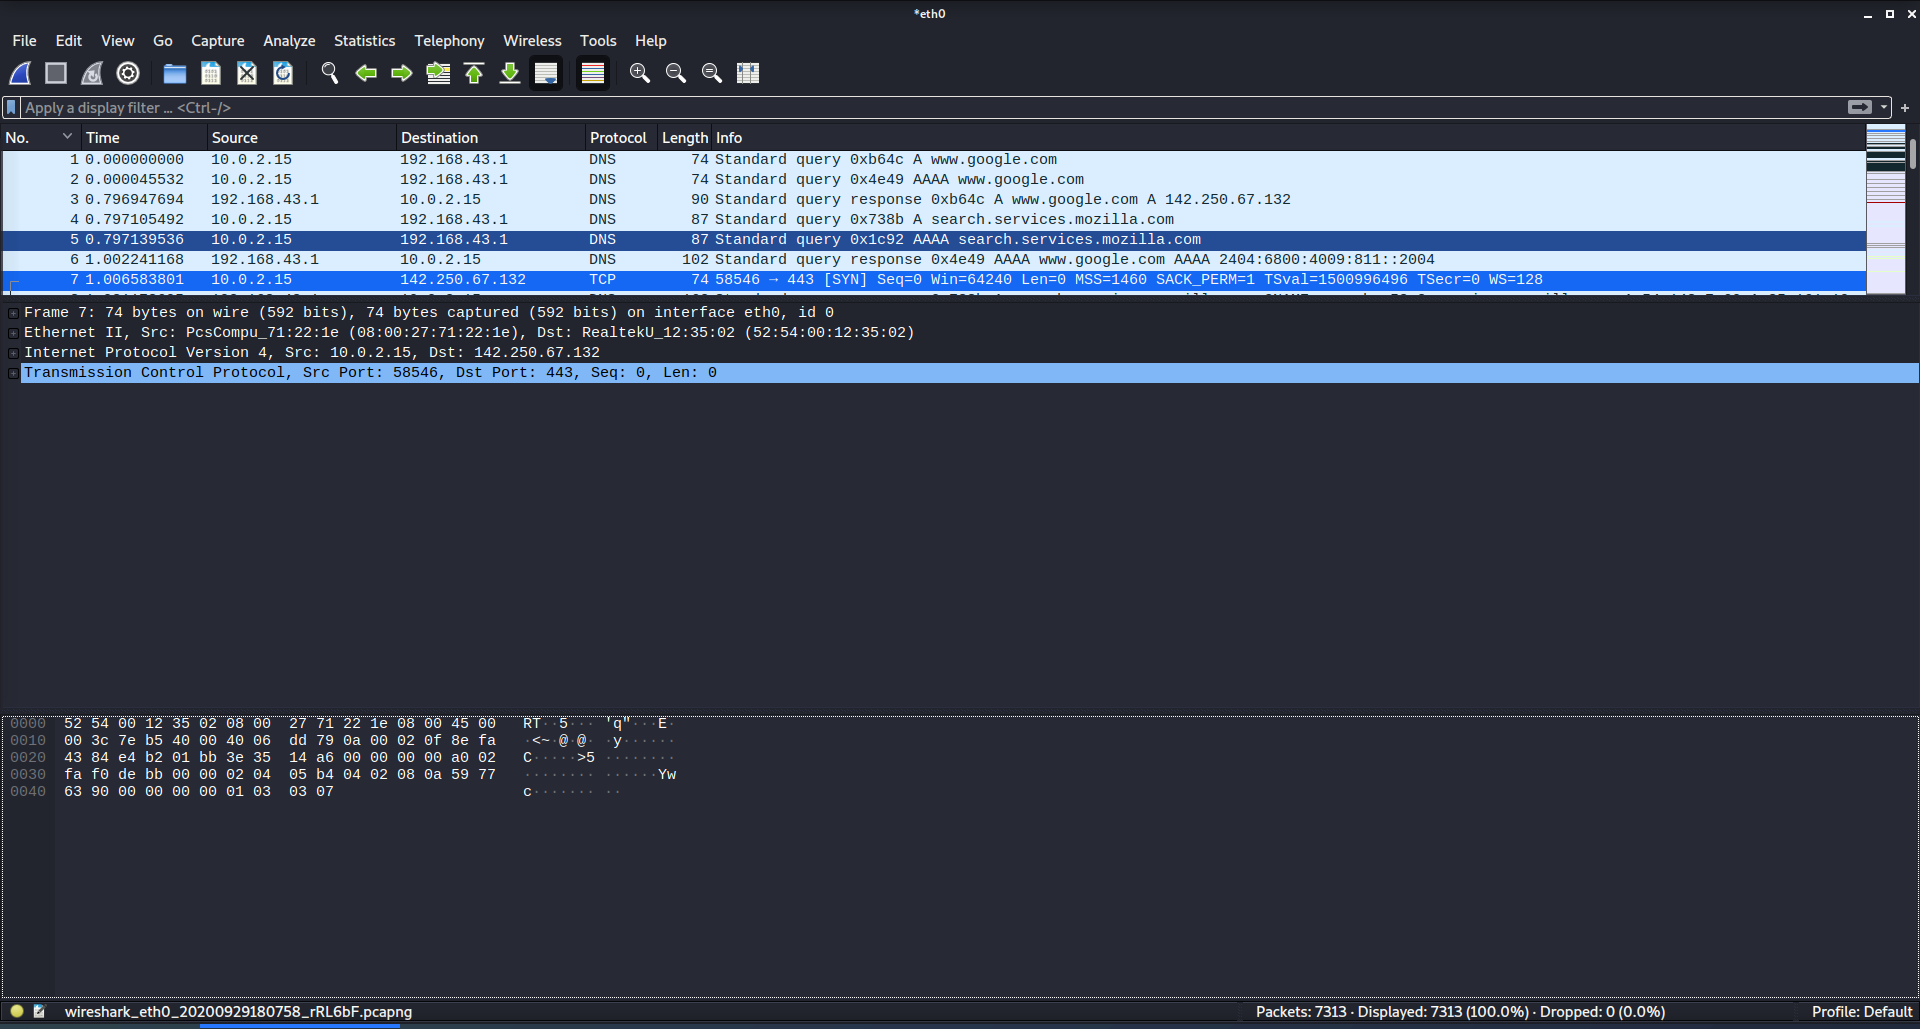 *eth0
File Edit View Go Capture Analyze Statistics Telephony Wireless Tools Help
Apply a display filter ... <Ctrl-/>
No. Time Source Destination Protocol Length Info
1 0.000000000 10.0.2.15 192.168.43.1 DNS 74 Standard query 0xb64c A www.google.com
2 0.000045532 10.0.2.15 192.168.43.1 DNS 74 Standard query 0x4e49 AAAA www.google.com
3 0.796947694 192.168.43.1 10.0.2.15 DNS 90 Standard query response 0xb64c A www.google.com A 142.250.67.132
4 0.797105492 10.0.2.15 192.168.43.1 DNS 87 Standard query 0x738b A search.services.mozilla.com
5 0.797139536 10.0.2.15 192.168.43.1 DNS 87 Standard query 0x1c92 AAAA search.services.mozilla.com
6 1.002241168 192.168.43.1 10.0.2.15 DNS 102 Standard query response 0x4e49 AAAA www.google.com AAAA 2404:6800:4009:811::2004
7 1.006583801 10.0.2.15 142.250.67.132 TCP 74 58546 → 443 [SYN] Seq=0 Win=64240 Len=0 MSS=1460 SACK_PERM=1 TSval=1500996496 TSecr=0 WS=128
Frame 7: 74 bytes on wire (592 bits), 74 bytes captured (592 bits) on interface eth0, id 0
Ethernet II, Src: PcsCompu_71:22:1e (08:00:27:71:22:1e), Dst: RealtekU_12:35:02 (52:54:00:12:35:02)
Internet Protocol Version 4, Src: 10.0.2.15, Dst: 142.250.67.132
Transmission Control Protocol, Src Port: 58546, Dst Port: 443, Seq: 0, Len: 0
0000 52 54 00 12 35 02 08 00 27 71 22 1e 08 00 45 00 RT··5··· 'q"···E·
0010 00 3c 7e b5 40 00 40 06 dd 79 0a 00 02 0f 8e fa ·<~·@·@· ·y······
0020 43 84 e4 b2 01 bb 3e 35 14 a6 00 00 00 00 a0 02 C·····>5 ········
0030 fa f0 de bb 00 00 02 04 05 b4 04 02 08 0a 59 77 ········ ······Yw
0040 63 90 00 00 00 00 01 03 03 07 c······· ··
wireshark_eth0_20200929180758_rRL6bF.pcapng Packets: 7313 · Displayed: 7313 (100.0%) · Dropped: 0 (0.0%) Profile: Default